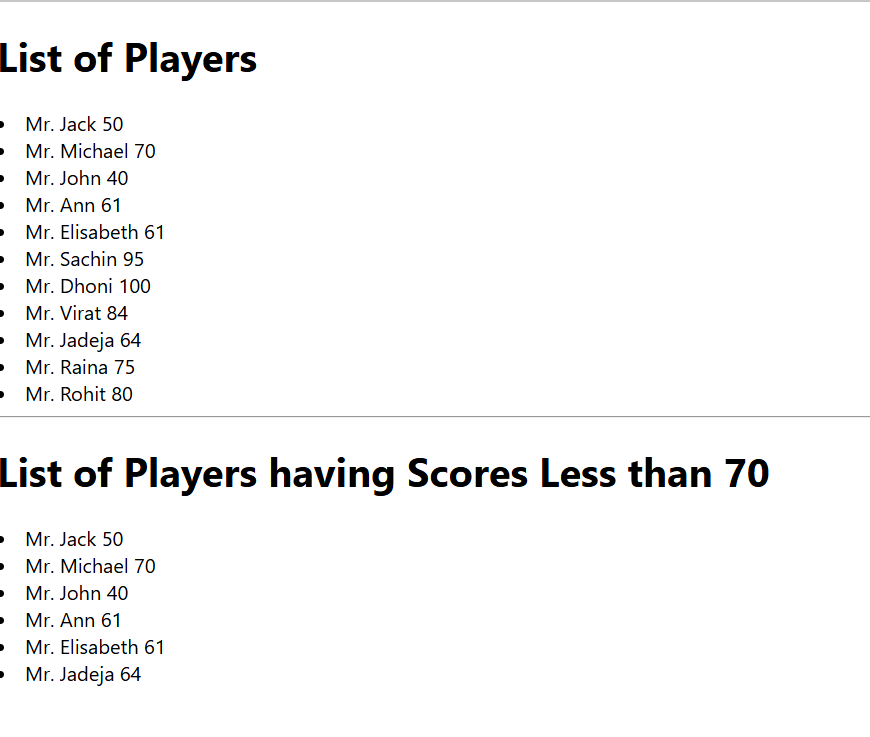 List of Players
Mr. Jack 50
Mr. Michael 70
Mr. John 40
Mr. Ann 61
Mr. Elisabeth 61
Mr. Sachin 95
Mr. Dhoni 100
Mr. Virat 84
Mr. Jadeja 64
Mr. Raina 75
Mr. Rohit 80
List of Players having Scores Less than 70
Mr. Jack 50
Mr. Michael 70
Mr. John 40
Mr. Ann 61
Mr. Elisabeth 61
Mr. Jadeja 64